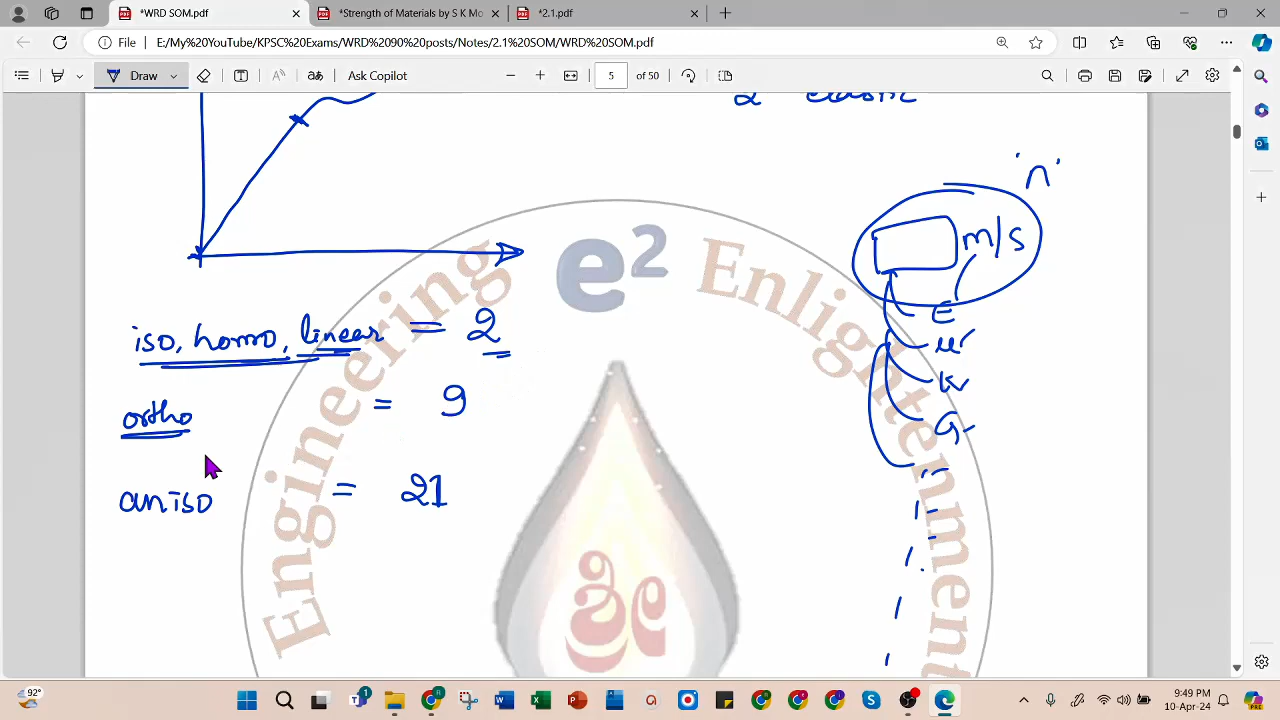 *WRD SOM.pdf
*Strength of Materials by S K Mo
*2.1.pdf
File E:/My%20YouTube/KPSC%20Exams/WRD%2090%20posts/Notes/2.1%20SOM/WRD%20SOM.pdf
Draw
Ask Copilot
5 of 50
2 elastic
'n'
m/s
iso, homo, linear = 2
E
μ
K
G
ortho = 9
aniso = 21
e2
Engineering
Enlightenment
92°
9:49 PM
10-Apr-24